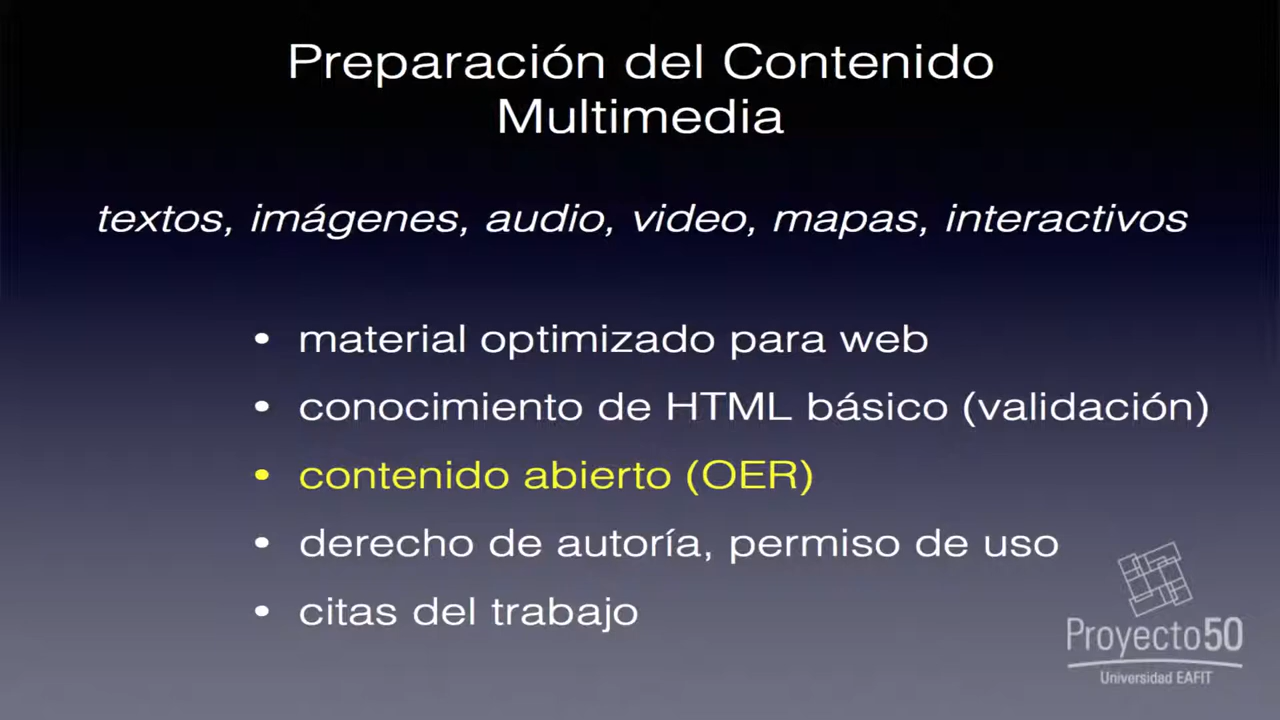 Preparación del Contenido
Multimedia
textos, imágenes, audio, video, mapas, interactivos
• material optimizado para web
• conocimiento de HTML básico (validación)
• contenido abierto (OER)
• derecho de autoría, permiso de uso
• citas del trabajo
Proyecto50
Universidad EAFIT